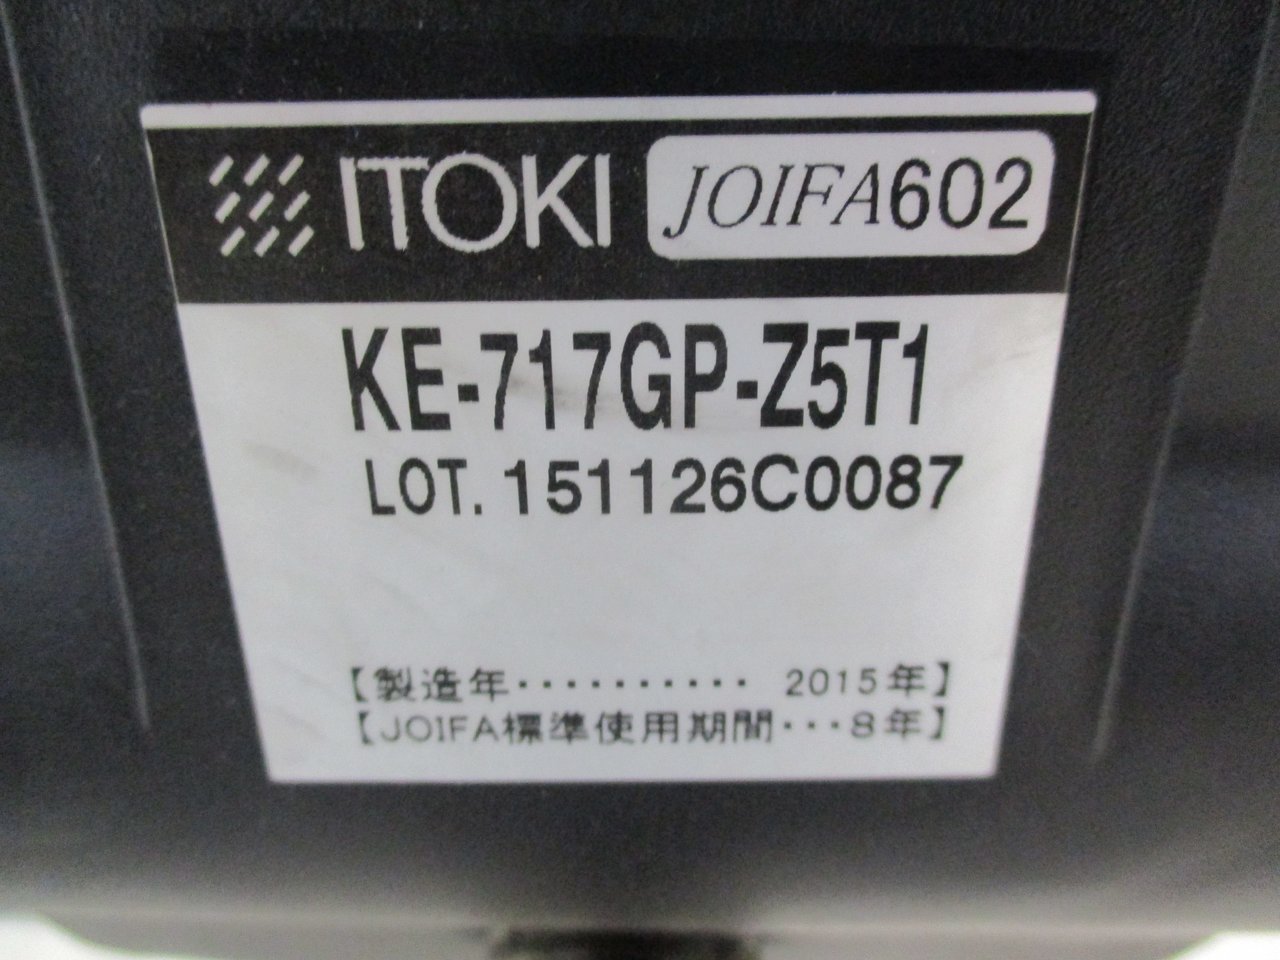 ITOKI JOIFA602
KE-717GP-Z5T1
LOT. 151126C0087
【製造年・・・・・・・・・・ 2015年】
【JOIFA標準使用期間・・・8年】